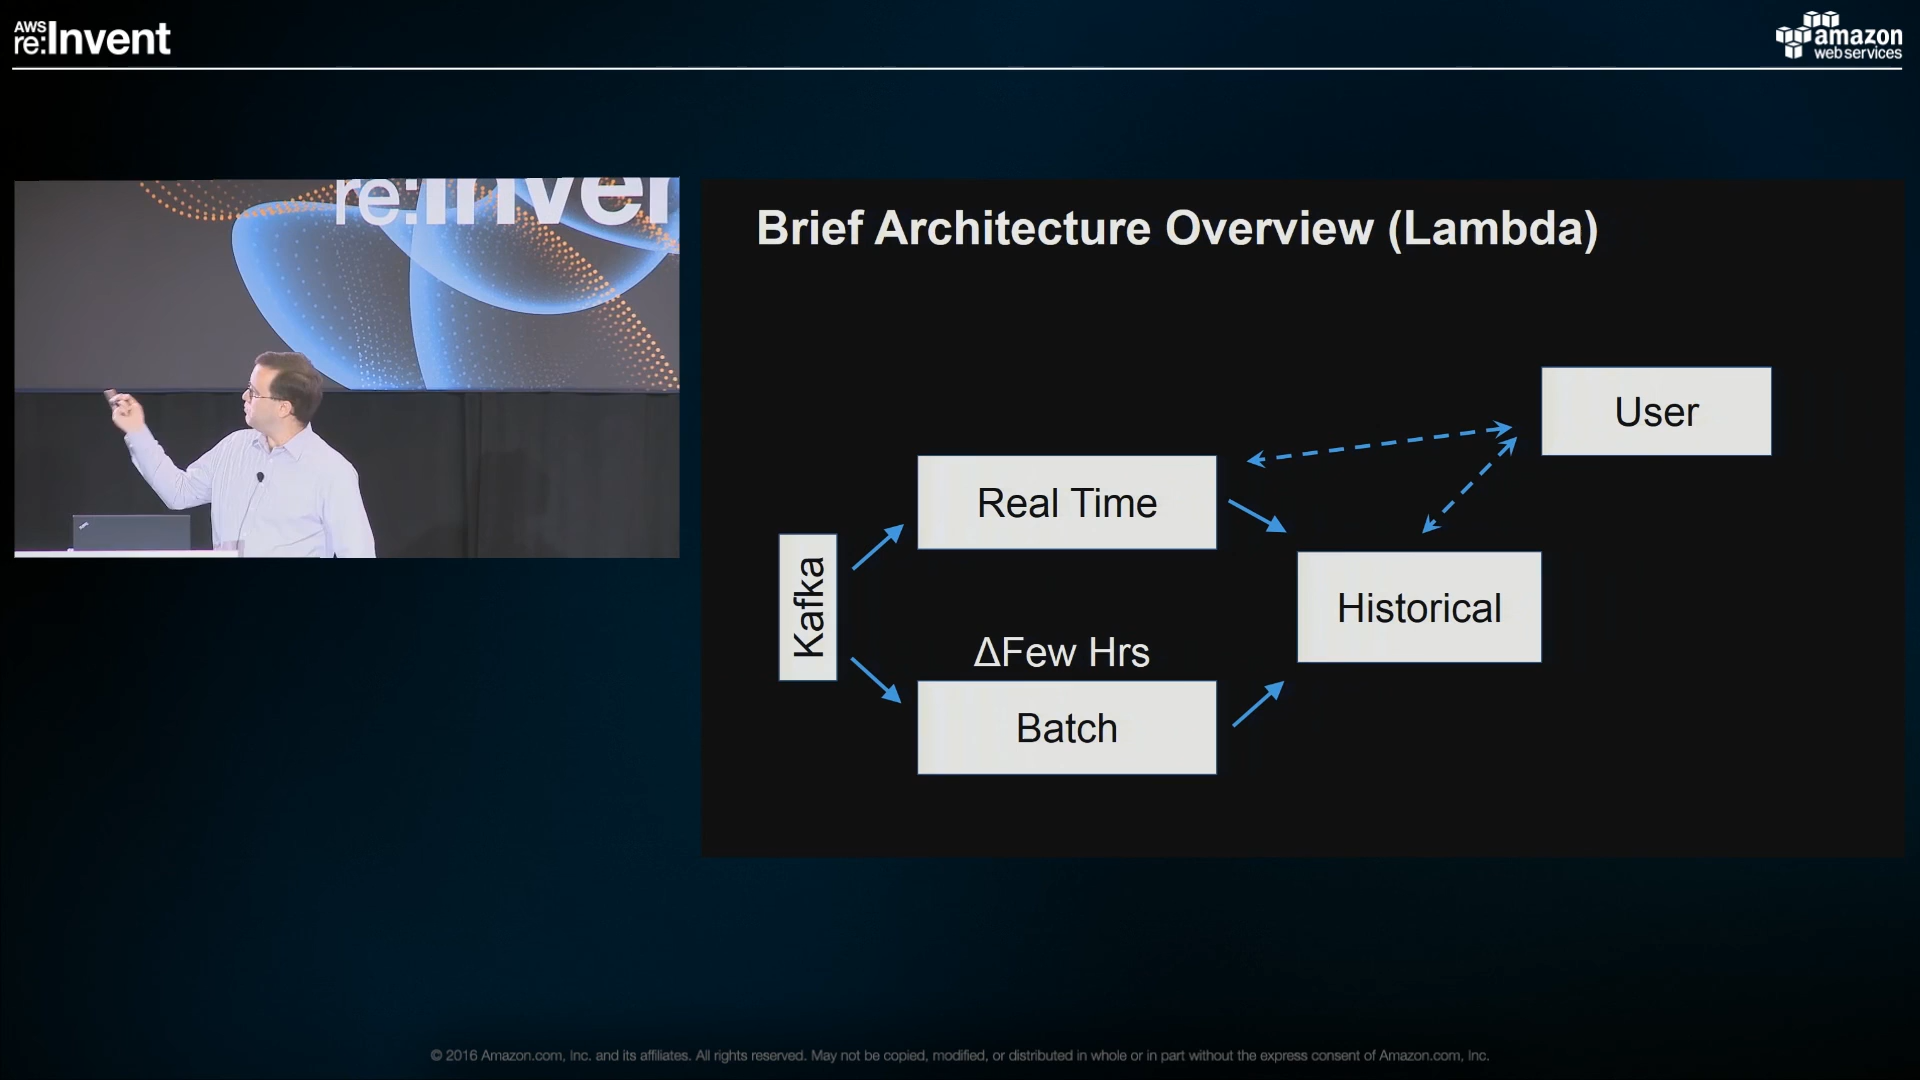 AWS
re:Invent
amazon
web services
re:Inven
Brief Architecture Overview (Lambda)
User
Real Time
Kafka
Historical
ΔFew Hrs
Batch
© 2016 Amazon.com, Inc. and its affiliates. All rights reserved. May not be copied, modified, or distributed in whole or in part without the express consent of Amazon.com, Inc.